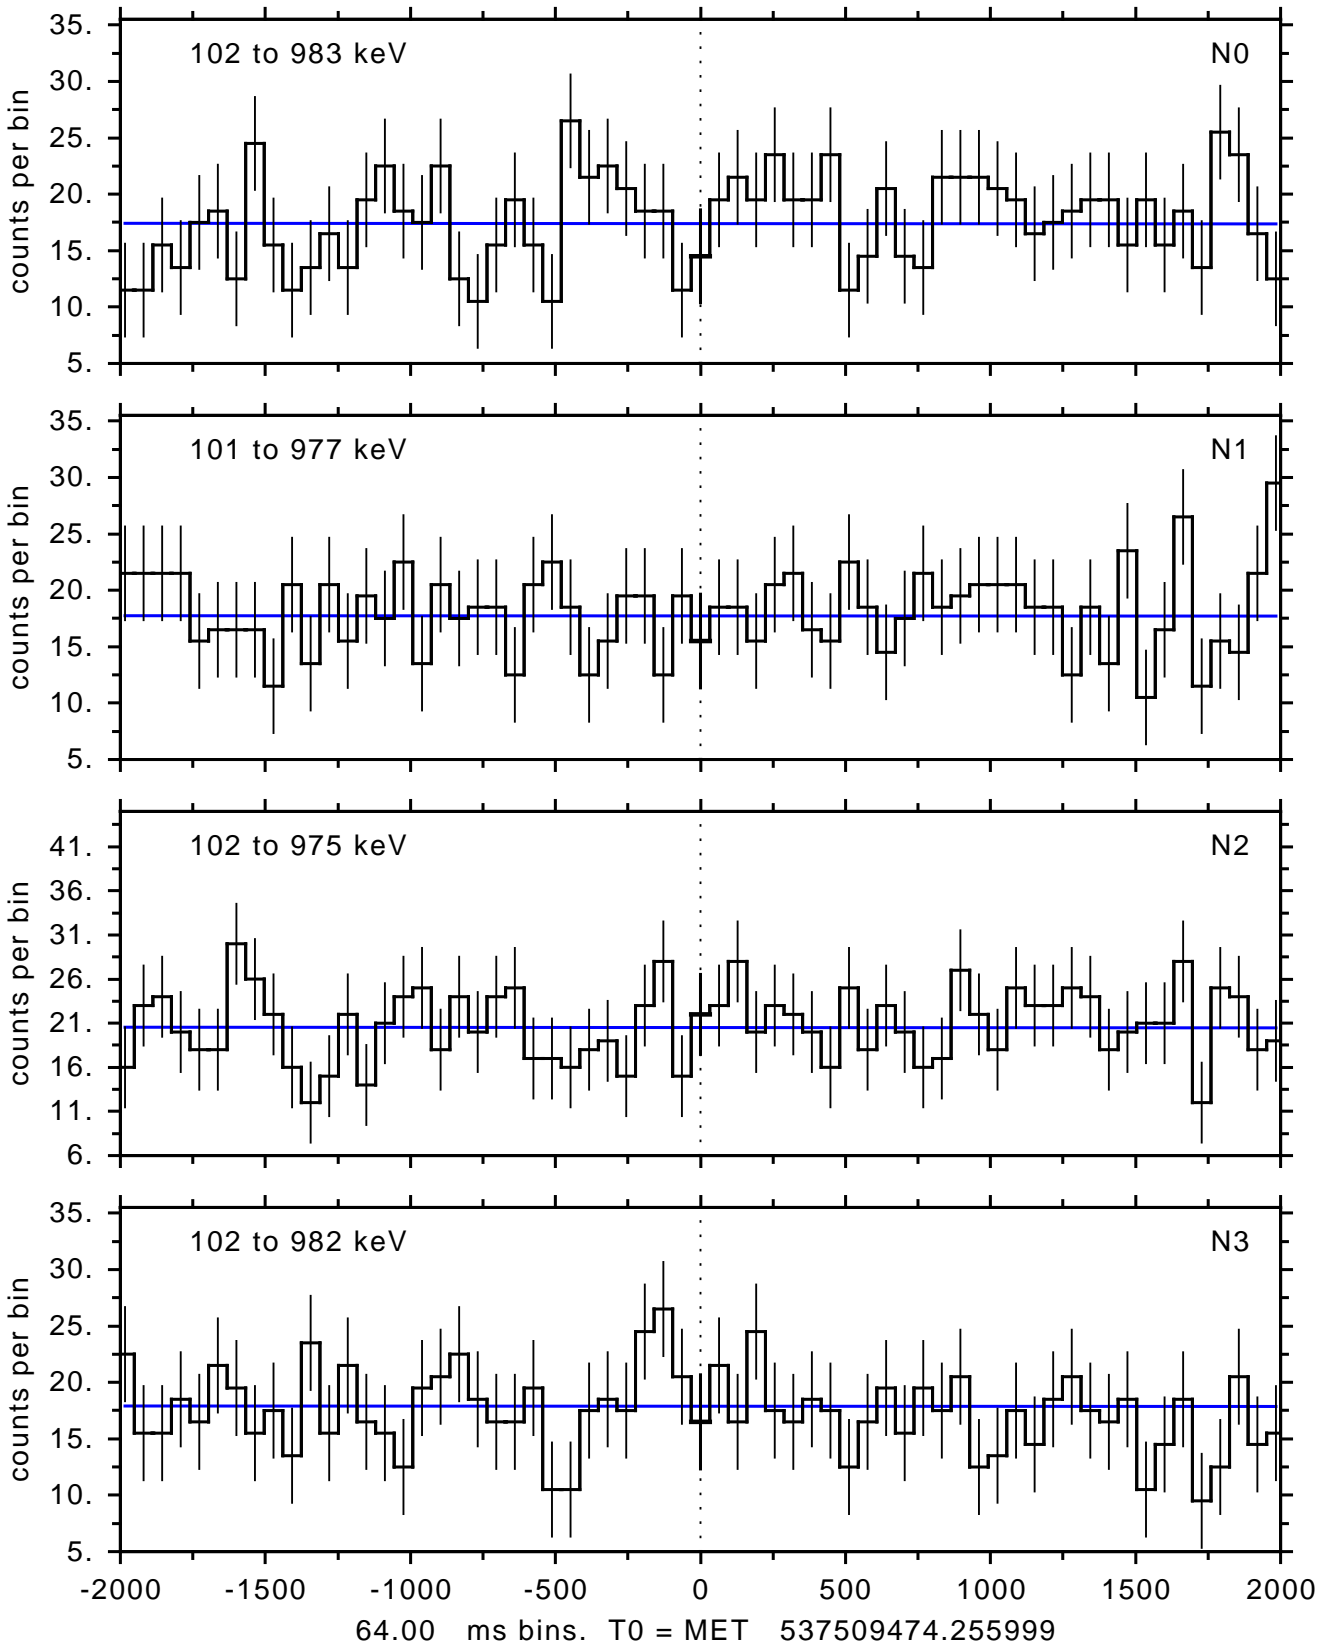 35.
102 to 983 keV N0
30.
25.
20.
15.
10.
5.
counts per bin
35.
101 to 977 keV N1
30.
25.
20.
15.
10.
5.
counts per bin
41.
102 to 975 keV N2
36.
31.
26.
21.
16.
11.
6.
counts per bin
35.
102 to 982 keV N3
30.
25.
20.
15.
10.
5.
counts per bin
-2000 -1500 -1000 -500 0 500 1000 1500 2000
64.00 ms bins. T0 = MET 537509474.255999